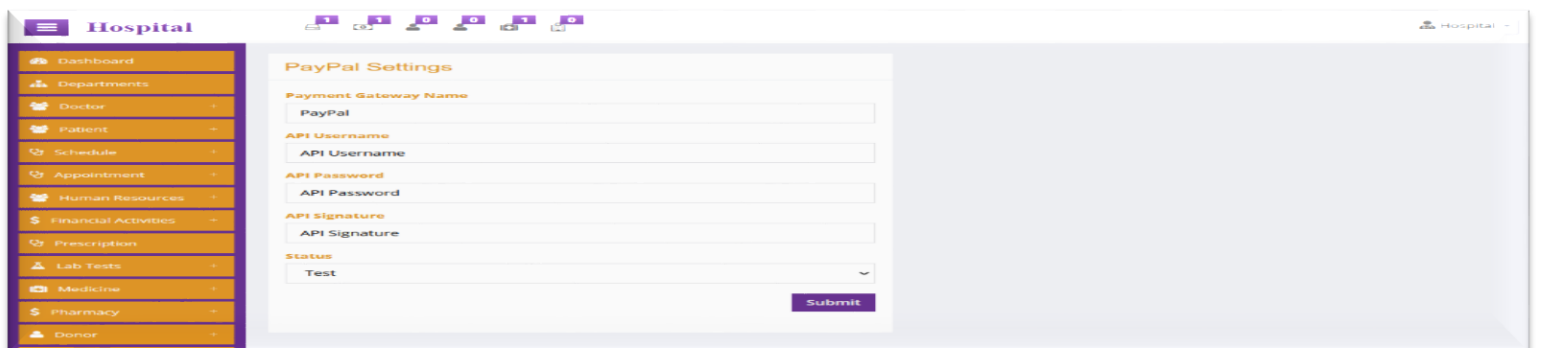 Hospital
1 1 0 0 1 0
Hospital
Dashboard
Departments
Doctor +
Patient +
Schedule +
Appointment +
Human Resources +
$ Financial Activities +
Prescription
Lab Tests +
Medicine +
$ Pharmacy +
Donor +
PayPal Settings
Payment Gateway Name
PayPal
API Username
API Username
API Password
API Password
API Signature
API Signature
Status
Test
Submit